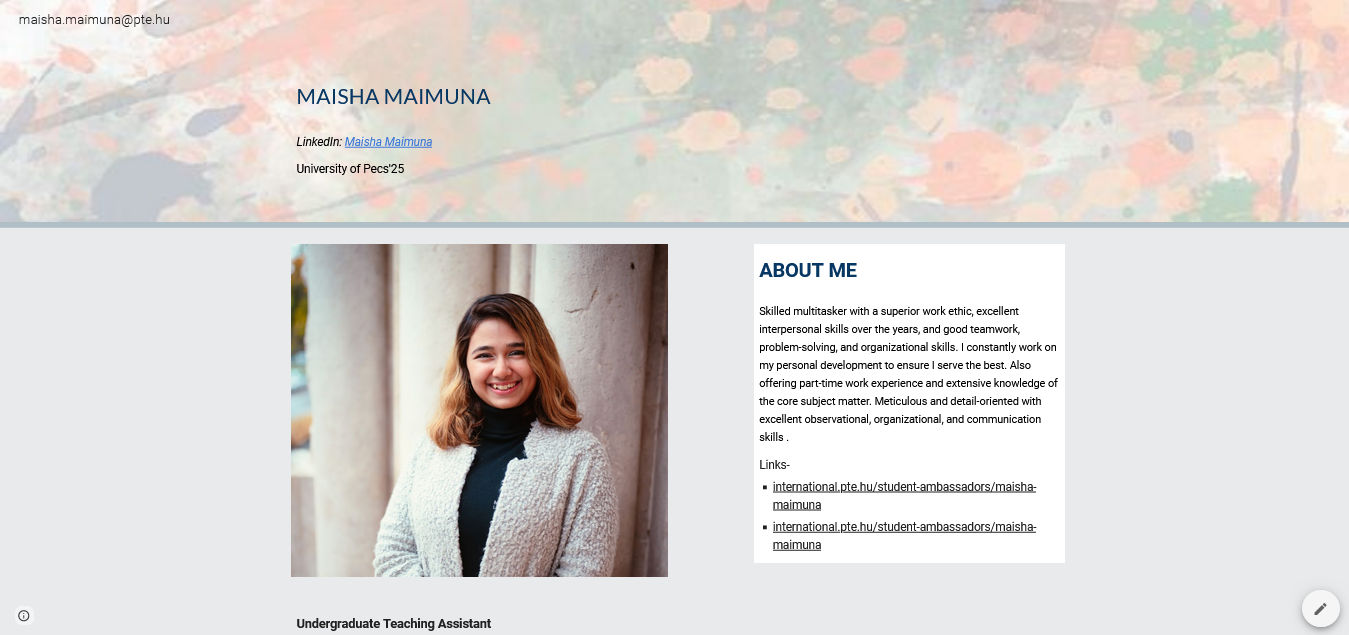 maisha.maimuna@pte.hu
MAISHA MAIMUNA
LinkedIn: Maisha Maimuna
University of Pecs'25
ABOUT ME
Skilled multitasker with a superior work ethic, excellent
interpersonal skills over the years, and good teamwork,
problem-solving, and organizational skills. I constantly work on
my personal development to ensure I serve the best. Also
offering part-time work experience and extensive knowledge of
the core subject matter. Meticulous and detail-oriented with
excellent observational, organizational, and communication
skills .
Links-
international.pte.hu/student-ambassadors/maisha-
maimuna
international.pte.hu/student-ambassadors/maisha-
maimuna
Undergraduate Teaching Assistant